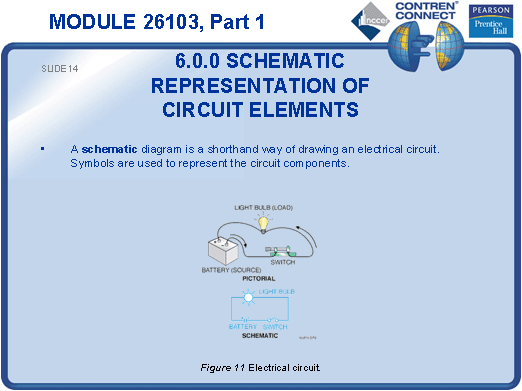 MODULE 26103, Part 1
nccer
CONTREN®
CONNECT
PEARSON
Prentice
Hall
SLIDE 14
6.0.0 SCHEMATIC
REPRESENTATION OF
CIRCUIT ELEMENTS
• A schematic diagram is a shorthand way of drawing an electrical circuit.
Symbols are used to represent the circuit components.
LIGHT BULB (LOAD)
SWITCH
BATTERY (SOURCE)
PICTORIAL
LIGHT BULB
BATTERY SWITCH
SCHEMATIC
Figure 11 Electrical circuit.